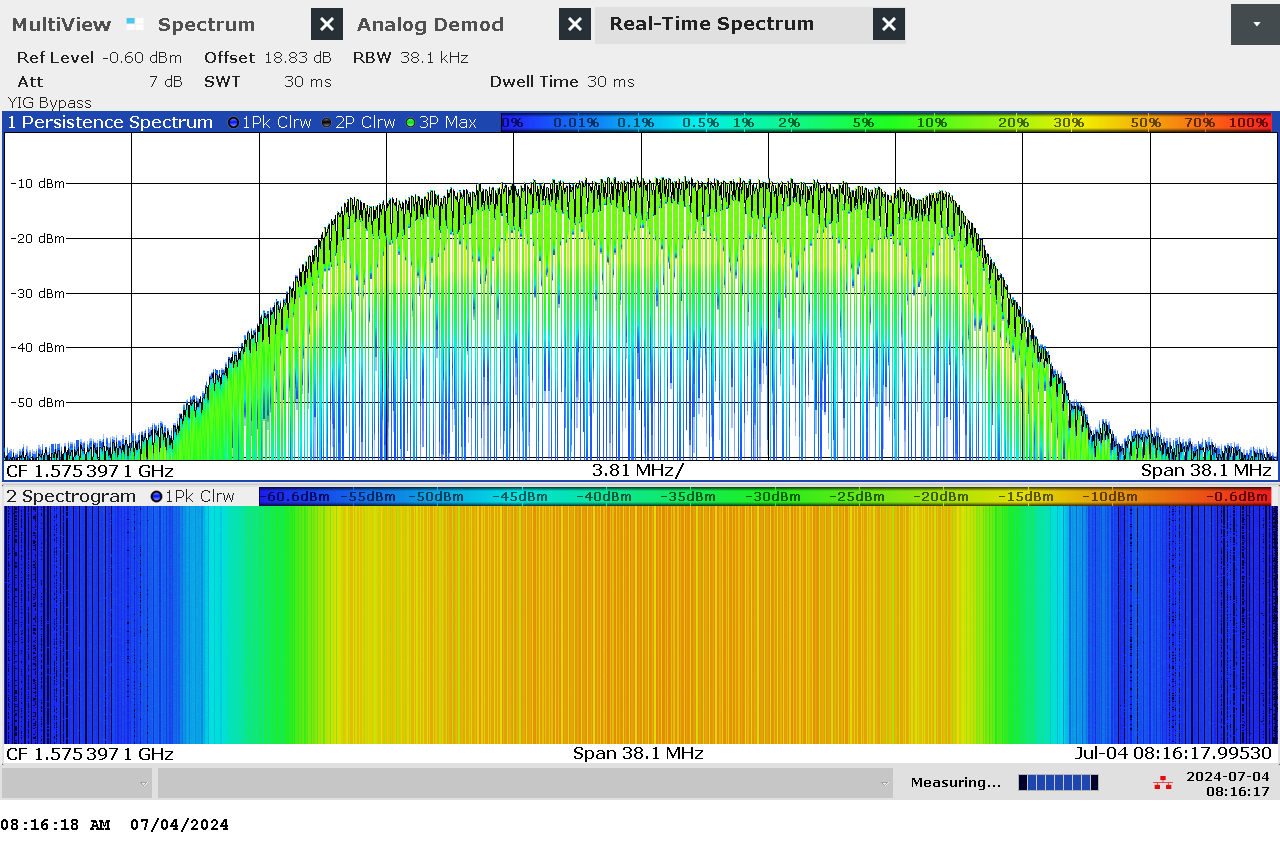 MultiView Spectrum Analog Demod Real-Time Spectrum
Ref Level -0.60 dBm Offset 18.83 dB RBW 38.1 kHz
Att 7 dB SWT 30 ms Dwell Time 30 ms
YIG Bypass
1 Persistence Spectrum 1Pk Clrw 2P Clrw 3P Max 0% 0.01% 0.1% 0.5% 1% 2% 5% 10% 20% 30% 50% 70% 100%
-10 dBm
-20 dBm
-30 dBm
-40 dBm
-50 dBm
CF 1.575 397 1 GHz 3.81 MHz/ Span 38.1 MHz
2 Spectrogram 1Pk Clrw -60.6dBm -55dBm -50dBm -45dBm -40dBm -35dBm -30dBm -25dBm -20dBm -15dBm -10dBm -0.6dBm
CF 1.575 397 1 GHz Span 38.1 MHz Jul-04 08:16:17.99530
Measuring... 2024-07-04
08:16:17
08:16:18 AM 07/04/2024